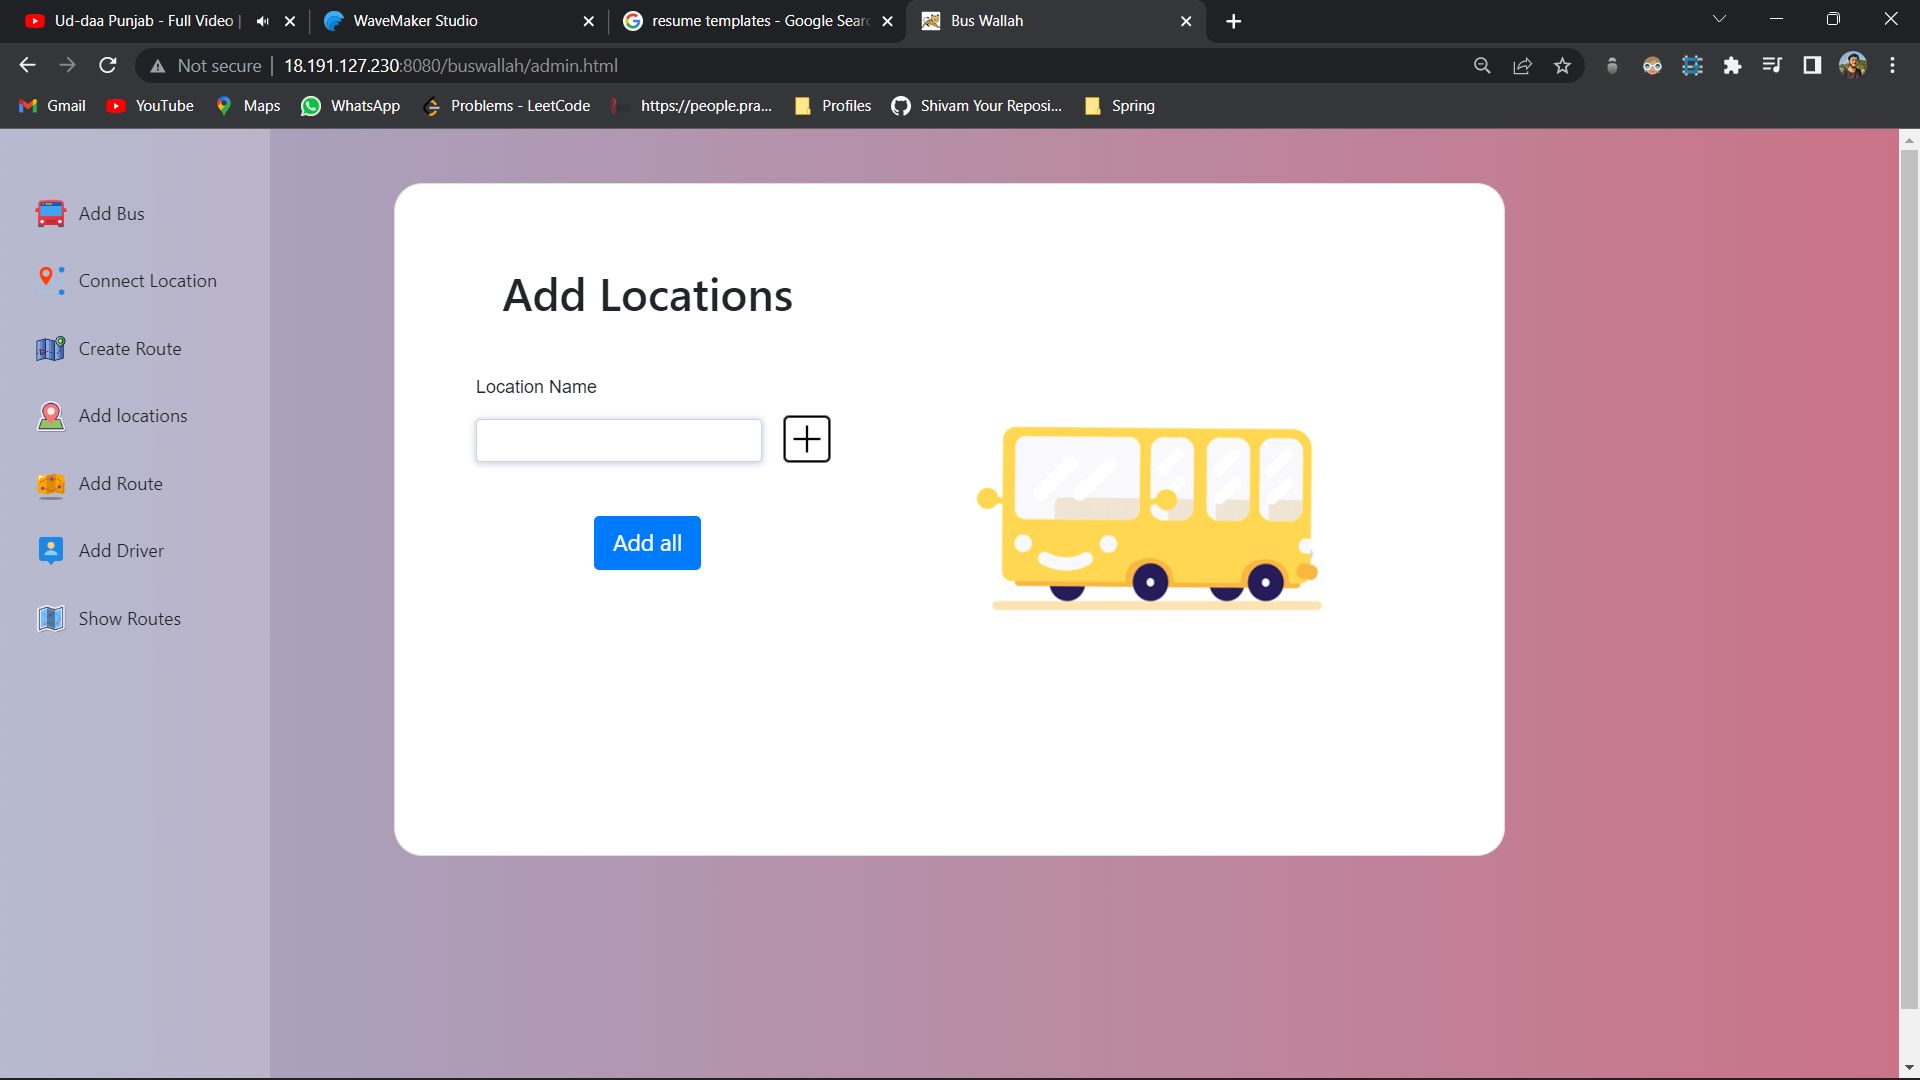 Ud-daa Punjab - Full Video |
WaveMaker Studio
resume templates - Google Sear
Bus Wallah
Not secure
18.191.127.230:8080/buswallah/admin.html
Gmail
YouTube
Maps
WhatsApp
Problems - LeetCode
https://people.pra...
Profiles
Shivam Your Reposi...
Spring
Add Bus
Connect Location
Create Route
Add locations
Add Route
Add Driver
Show Routes
Add Locations
Location Name
Add all